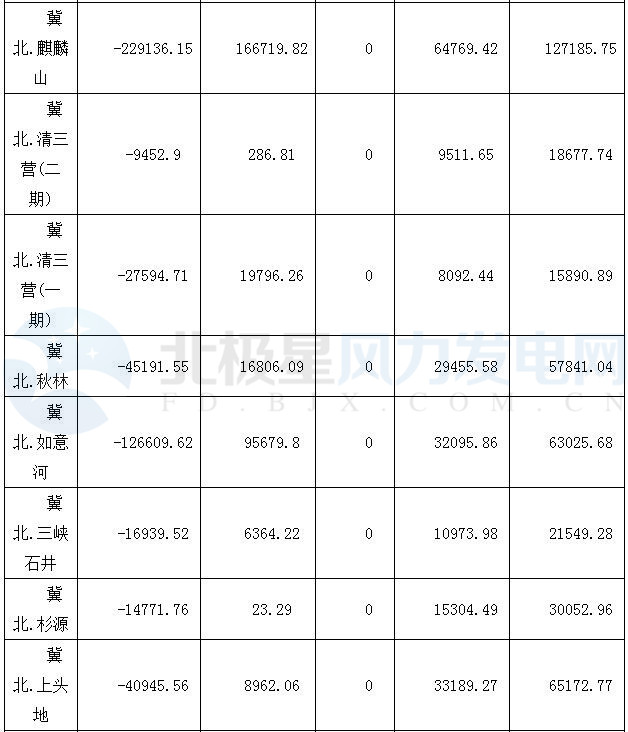 冀
北.麒麟
山
-229136.15 166719.82 0 64769.42 127185.75
冀
北.清三
营(二
期)
-9452.9 286.81 0 9511.65 18677.74
冀
北.清三
营(一
期)
-27594.71 19796.26 0 8092.44 15890.89
冀
北.秋林
-45191.55 16806.09 0 29455.58 57841.04
冀
北.如意
河
-126609.62 95679.8 0 32095.86 63025.68
冀
北.三峡
石井
-16939.52 6364.22 0 10973.98 21549.28
冀
北.杉源
-14771.76 23.29 0 15304.49 30052.96
冀
北.上头
地
-40945.56 8962.06 0 33189.27 65172.77
北极星风力发电网
FD.BJX.COM.CN